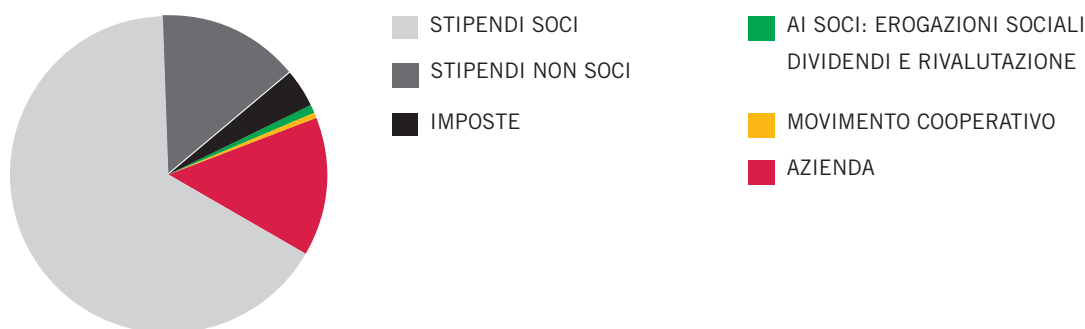 STIPENDI SOCI
STIPENDI NON SOCI
IMPOSTE
AI SOCI: EROGAZIONI SOCIALI
DIVIDENDI E RIVALUTAZIONE
MOVIMENTO COOPERATIVO
AZIENDA